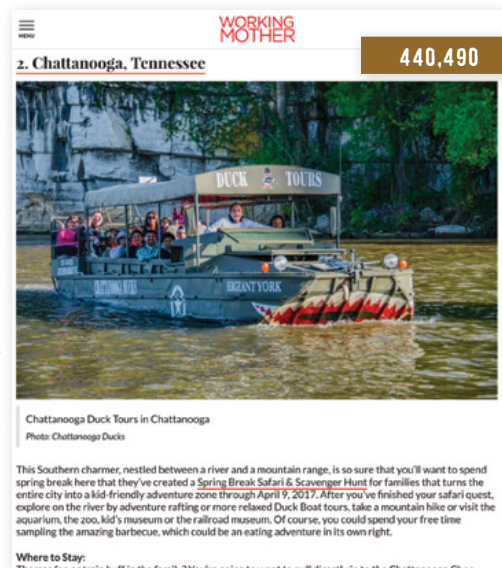 MENU
WORKING
MOTHER
440,490
2. Chattanooga, Tennessee
DUCK TOURS
CHATTANOOGA DUCKS
SERGEANT YORK
Chattanooga Duck Tours in Chattanooga
Photo: Chattanooga Ducks
This Southern charmer, nestled between a river and a mountain range, is so sure that you'll want to spend
spring break here that they've created a Spring Break Safari & Scavenger Hunt for families that turns the
entire city into a kid-friendly adventure zone through April 9, 2017. After you've finished your safari quest,
explore on the river by adventure rafting or more relaxed Duck Boat tours, take a mountain hike or visit the
aquarium, the zoo, kid's museum or the railroad museum. Of course, you could spend your free time
sampling the amazing barbecue, which could be an eating adventure in its own right.
Where to Stay: